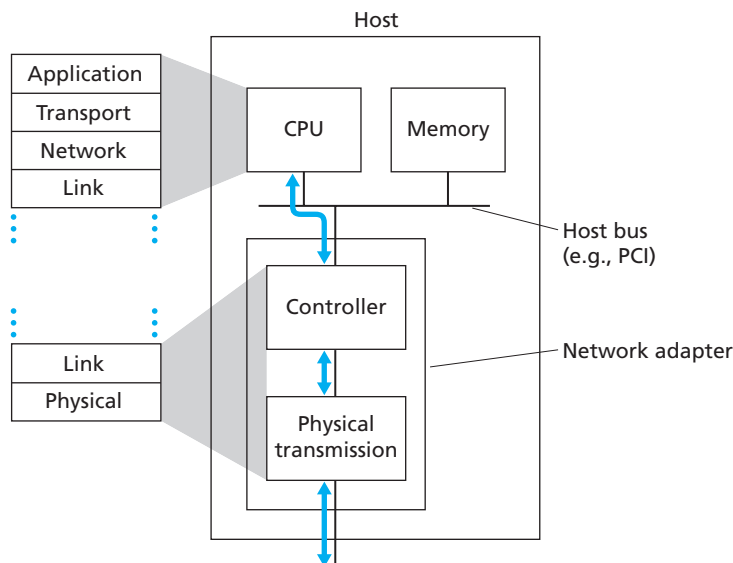 Host
Application
Transport
Network
Link
CPU
Memory
Host bus
(e.g., PCI)
Controller
Network adapter
Link
Physical
Physical
transmission